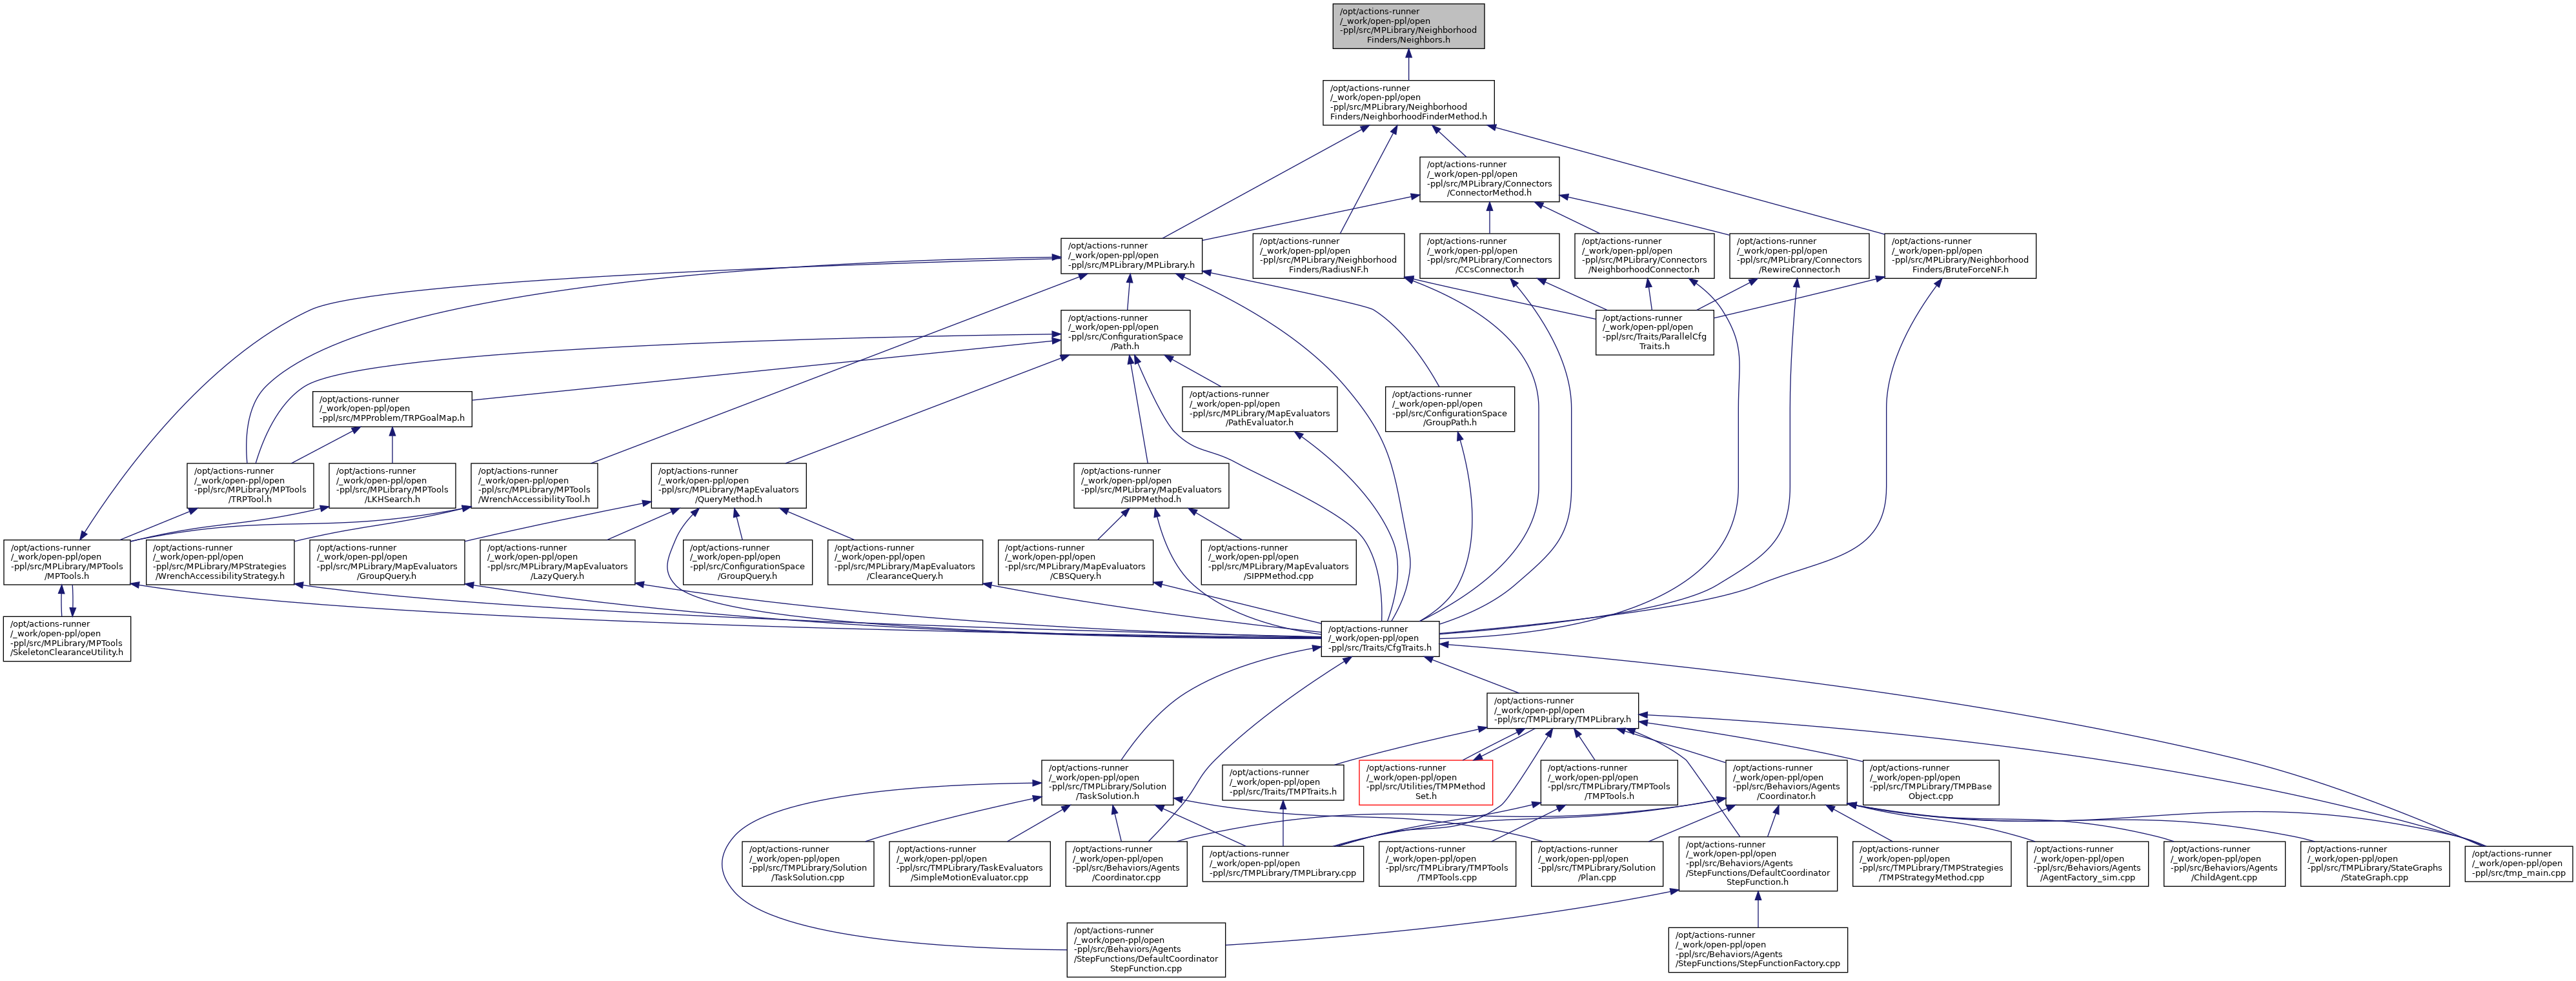 /opt/actions-runner
/_work/open-ppl/open
-ppl/src/MPLibrary/Neighborhood
Finders/Neighbors.h
/opt/actions-runner
/_work/open-ppl/open
-ppl/src/MPLibrary/Neighborhood
Finders/NeighborhoodFinderMethod.h
/opt/actions-runner
/_work/open-ppl/open
-ppl/src/MPLibrary/Connectors
/ConnectorMethod.h
/opt/actions-runner
/_work/open-ppl/open
-ppl/src/MPLibrary/MPLibrary.h
/opt/actions-runner
/_work/open-ppl/open
-ppl/src/MPLibrary/Neighborhood
Finders/RadiusNF.h
/opt/actions-runner
/_work/open-ppl/open
-ppl/src/MPLibrary/Connectors
/CCsConnector.h
/opt/actions-runner
/_work/open-ppl/open
-ppl/src/MPLibrary/Connectors
/NeighborhoodConnector.h
/opt/actions-runner
/_work/open-ppl/open
-ppl/src/MPLibrary/Connectors
/RewireConnector.h
/opt/actions-runner
/_work/open-ppl/open
-ppl/src/MPLibrary/Neighborhood
Finders/BruteForceNF.h
/opt/actions-runner
/_work/open-ppl/open
-ppl/src/ConfigurationSpace
/Path.h
/opt/actions-runner
/_work/open-ppl/open
-ppl/src/Traits/ParallelCfg
Traits.h
/opt/actions-runner
/_work/open-ppl/open
-ppl/src/MPProblem/TRPGoalMap.h
/opt/actions-runner
/_work/open-ppl/open
-ppl/src/MPLibrary/MapEvaluators
/PathEvaluator.h
/opt/actions-runner
/_work/open-ppl/open
-ppl/src/ConfigurationSpace
/GroupPath.h
/opt/actions-runner
/_work/open-ppl/open
-ppl/src/MPLibrary/MPTools
/TRPTool.h
/opt/actions-runner
/_work/open-ppl/open
-ppl/src/MPLibrary/MPTools
/LKHSearch.h
/opt/actions-runner
/_work/open-ppl/open
-ppl/src/MPLibrary/MPTools
/WrenchAccessibilityTool.h
/opt/actions-runner
/_work/open-ppl/open
-ppl/src/MPLibrary/MapEvaluators
/QueryMethod.h
/opt/actions-runner
/_work/open-ppl/open
-ppl/src/MPLibrary/MapEvaluators
/SIPPMethod.h
/opt/actions-runner
/_work/open-ppl/open
-ppl/src/MPLibrary/MPTools
/MPTools.h
/opt/actions-runner
/_work/open-ppl/open
-ppl/src/MPLibrary/MPStrategies
/WrenchAccessibilityStrategy.h
/opt/actions-runner
/_work/open-ppl/open
-ppl/src/MPLibrary/MapEvaluators
/GroupQuery.h
/opt/actions-runner
/_work/open-ppl/open
-ppl/src/MPLibrary/MapEvaluators
/LazyQuery.h
/opt/actions-runner
/_work/open-ppl/open
-ppl/src/ConfigurationSpace
/GroupQuery.h
/opt/actions-runner
/_work/open-ppl/open
-ppl/src/MPLibrary/MapEvaluators
/ClearanceQuery.h
/opt/actions-runner
/_work/open-ppl/open
-ppl/src/MPLibrary/MapEvaluators
/CBSQuery.h
/opt/actions-runner
/_work/open-ppl/open
-ppl/src/MPLibrary/MapEvaluators
/SIPPMethod.cpp
/opt/actions-runner
/_work/open-ppl/open
-ppl/src/MPLibrary/MPTools
/SkeletonClearanceUtility.h
/opt/actions-runner
/_work/open-ppl/open
-ppl/src/Traits/CfgTraits.h
/opt/actions-runner
/_work/open-ppl/open
-ppl/src/TMPLibrary/TMPLibrary.h
/opt/actions-runner
/_work/open-ppl/open
-ppl/src/TMPLibrary/Solution
/TaskSolution.h
/opt/actions-runner
/_work/open-ppl/open
-ppl/src/Traits/TMPTraits.h
/opt/actions-runner
/_work/open-ppl/open
-ppl/src/Utilities/TMPMethod
Set.h
/opt/actions-runner
/_work/open-ppl/open
-ppl/src/TMPLibrary/TMPTools
/TMPTools.h
/opt/actions-runner
/_work/open-ppl/open
-ppl/src/Behaviors/Agents
/Coordinator.h
/opt/actions-runner
/_work/open-ppl/open
-ppl/src/TMPLibrary/TMPBase
Object.cpp
/opt/actions-runner
/_work/open-ppl/open
-ppl/src/TMPLibrary/Solution
/TaskSolution.cpp
/opt/actions-runner
/_work/open-ppl/open
-ppl/src/TMPLibrary/TaskEvaluators
/SimpleMotionEvaluator.cpp
/opt/actions-runner
/_work/open-ppl/open
-ppl/src/Behaviors/Agents
/Coordinator.cpp
/opt/actions-runner
/_work/open-ppl/open
-ppl/src/TMPLibrary/TMPLibrary.cpp
/opt/actions-runner
/_work/open-ppl/open
-ppl/src/TMPLibrary/TMPTools
/TMPTools.cpp
/opt/actions-runner
/_work/open-ppl/open
-ppl/src/TMPLibrary/Solution
/Plan.cpp
/opt/actions-runner
/_work/open-ppl/open
-ppl/src/Behaviors/Agents
/StepFunctions/DefaultCoordinator
StepFunction.h
/opt/actions-runner
/_work/open-ppl/open
-ppl/src/TMPLibrary/TMPStrategies
/TMPStrategyMethod.cpp
/opt/actions-runner
/_work/open-ppl/open
-ppl/src/Behaviors/Agents
/AgentFactory_sim.cpp
/opt/actions-runner
/_work/open-ppl/open
-ppl/src/Behaviors/Agents
/ChildAgent.cpp
/opt/actions-runner
/_work/open-ppl/open
-ppl/src/TMPLibrary/StateGraphs
/StateGraph.cpp
/opt/actions-runner
/_work/open-ppl/open
-ppl/src/tmp_main.cpp
/opt/actions-runner
/_work/open-ppl/open
-ppl/src/Behaviors/Agents
/StepFunctions/DefaultCoordinator
StepFunction.cpp
/opt/actions-runner
/_work/open-ppl/open
-ppl/src/Behaviors/Agents
/StepFunctions/StepFunctionFactory.cpp